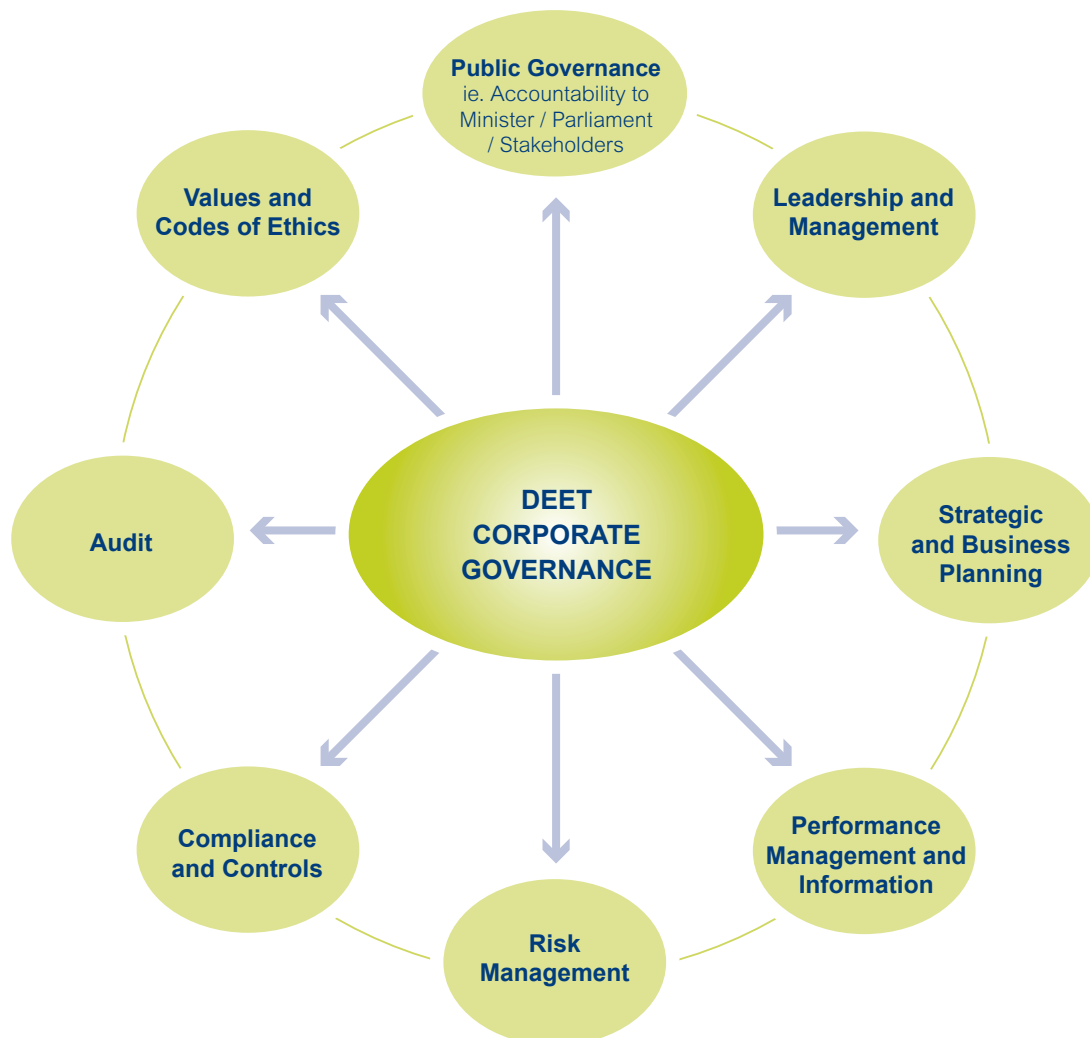 Public Governance
ie. Accountability to
Minister / Parliament
/ Stakeholders
Values and
Codes of Ethics
Leadership and
Management
DEET
CORPORATE
GOVERNANCE
Audit
Strategic
and Business
Planning
Compliance
and Controls
Performance
Management and
Information
Risk
Management